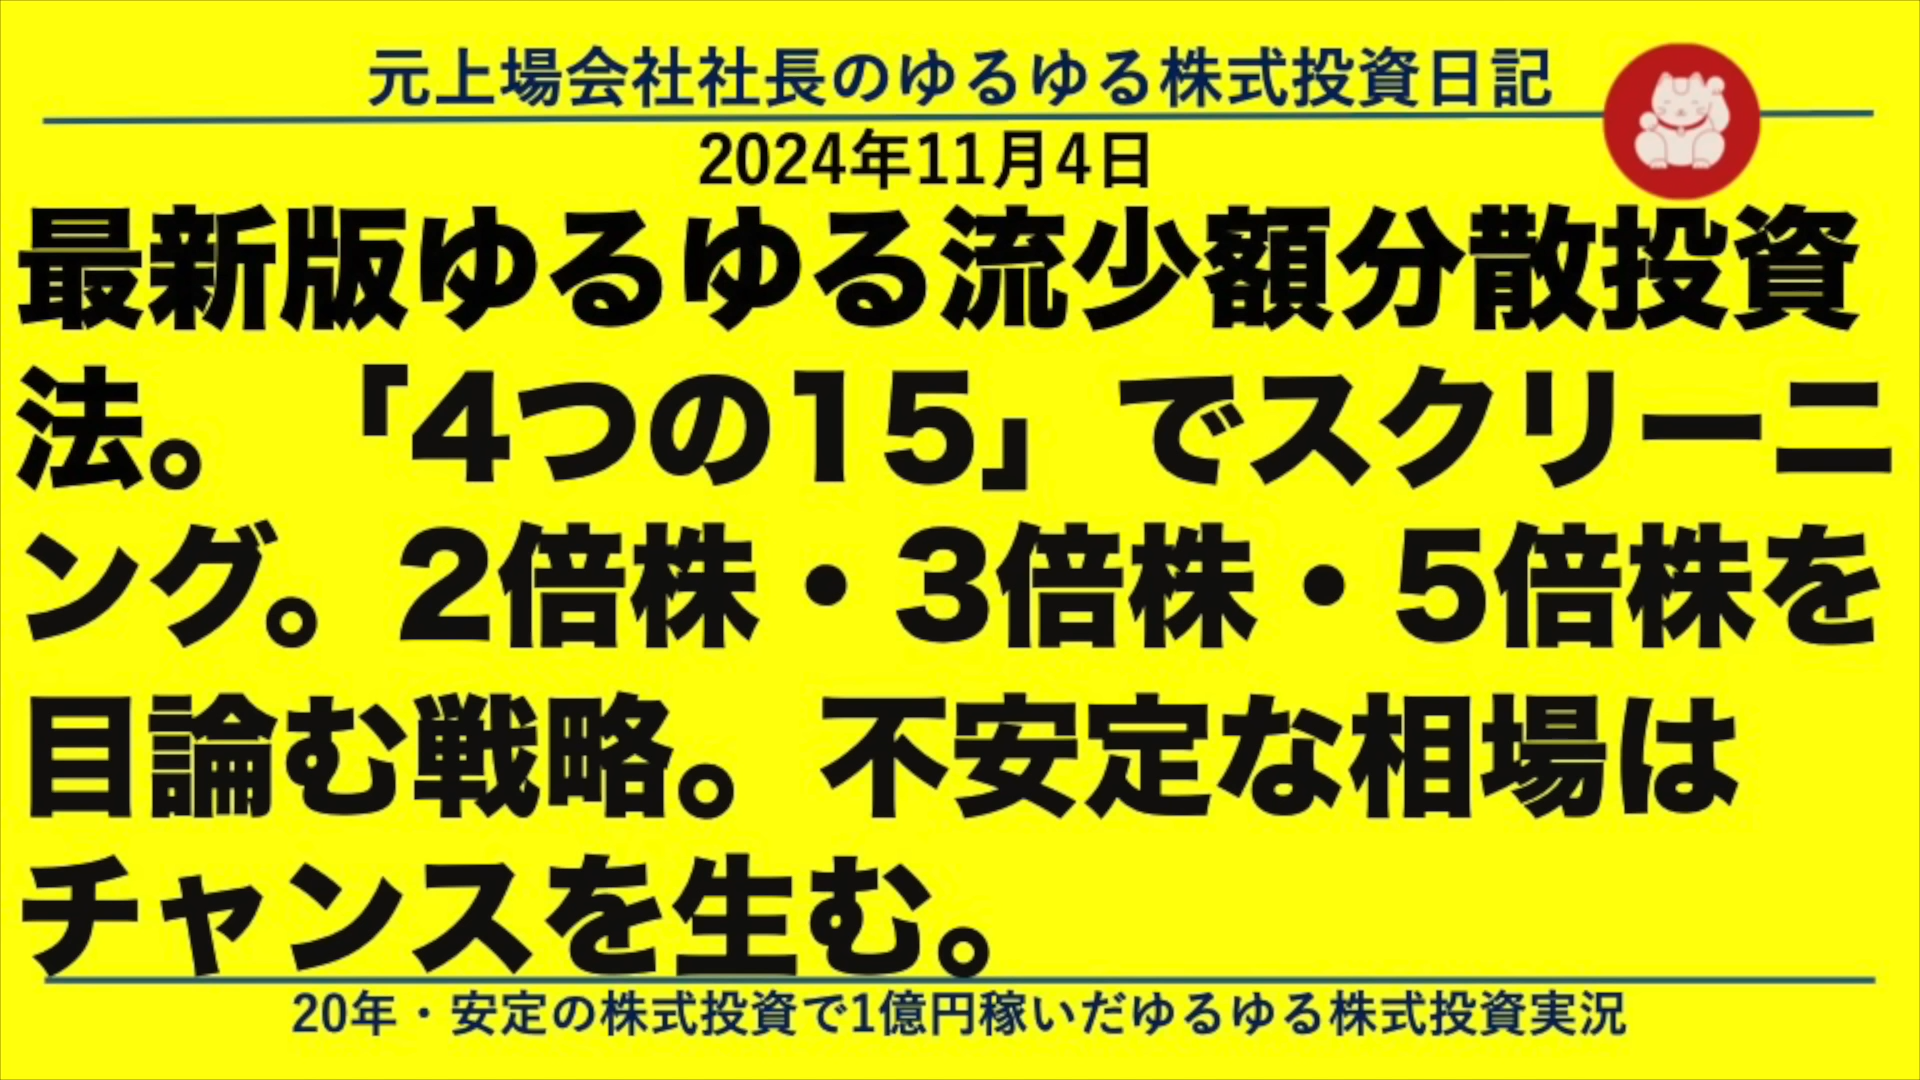 元上場会社社長のゆるゆる株式投資日記
2024年11月4日
最新版ゆるゆる流少額分散投資
法。「4つの15」でスクリーニ
ング。2倍株・3倍株・5倍株を
目論む戦略。不安定な相場は
チャンスを生む。
20年・安定の株式投資で1億円稼いだゆるゆる株式投資実況